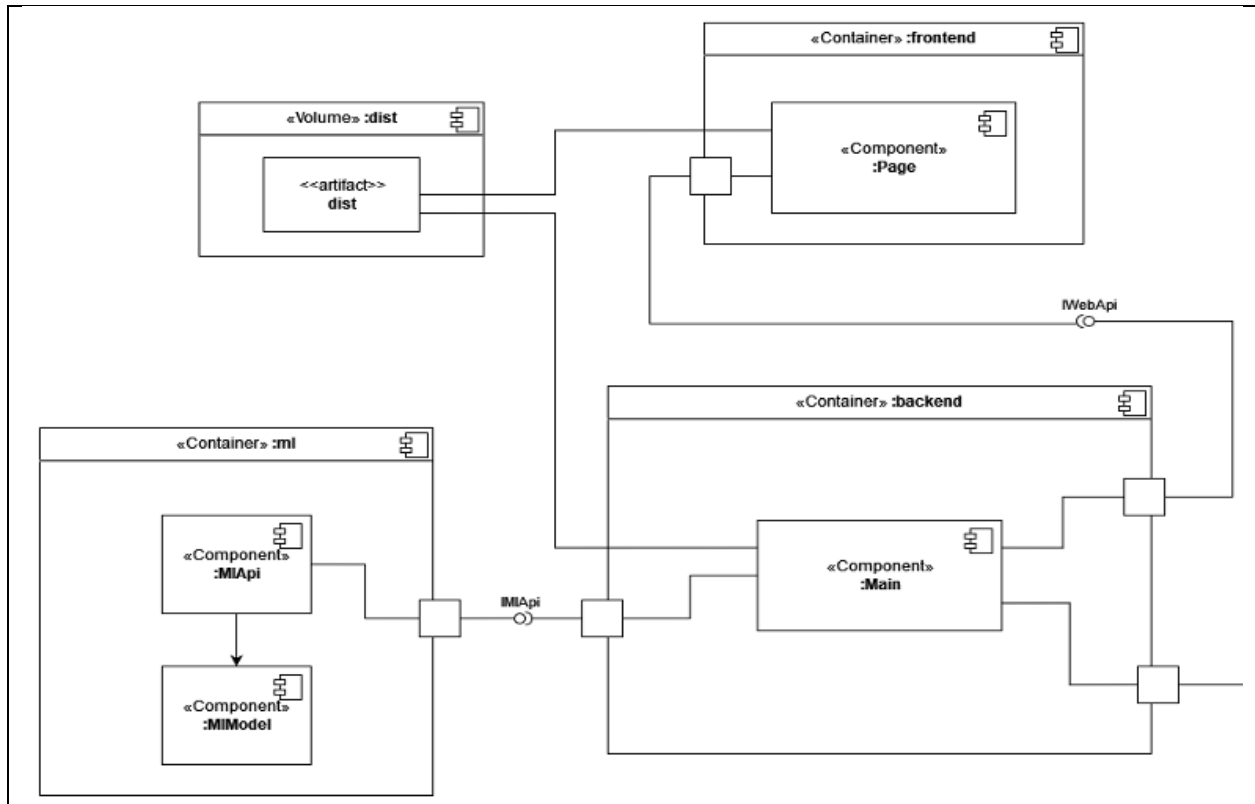 «Container» :frontend
«Volume» :dist
«Component»
:Page
<<artifact>>
dist
IWebApi
«Container» :backend
«Container» :ml
«Component»
:MlApi
«Component»
:Main
IMlApi
«Component»
:MlModel